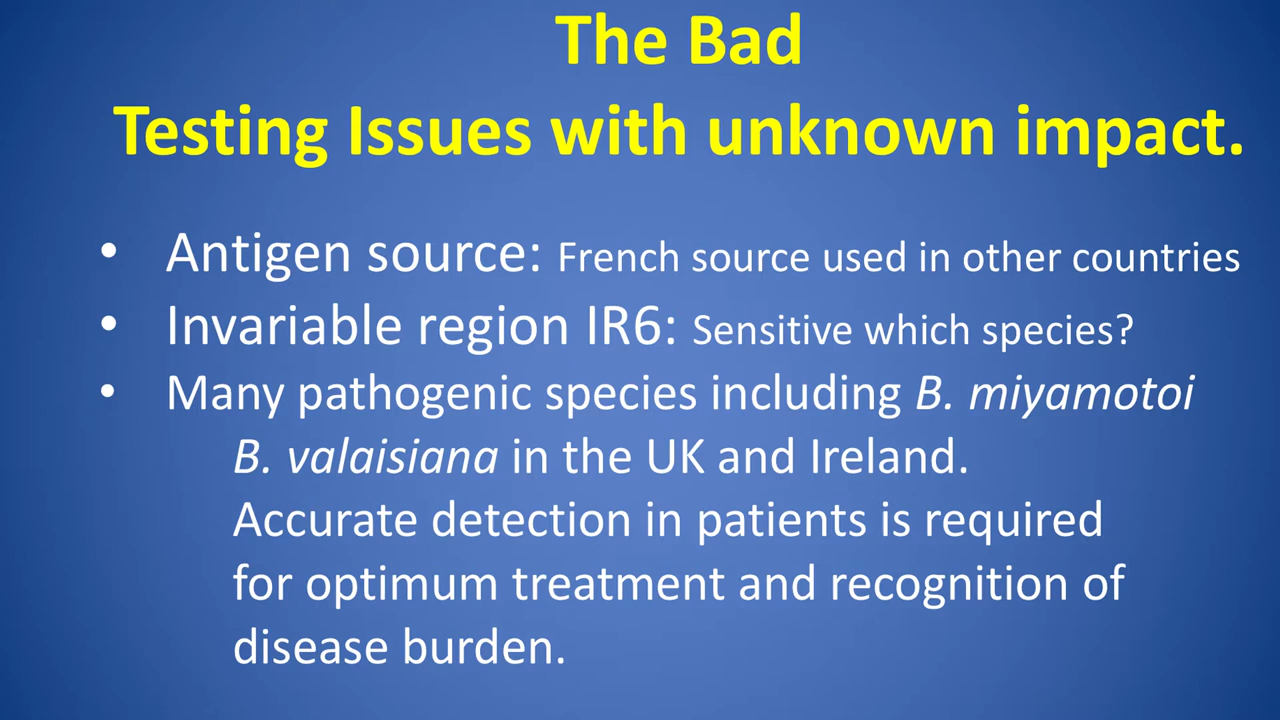 The Bad
Testing Issues with unknown impact.
• Antigen source: French source used in other countries
• Invariable region IR6: Sensitive which species?
• Many pathogenic species including B. miyamotoi
B. valaisiana in the UK and Ireland.
Accurate detection in patients is required
for optimum treatment and recognition of
disease burden.